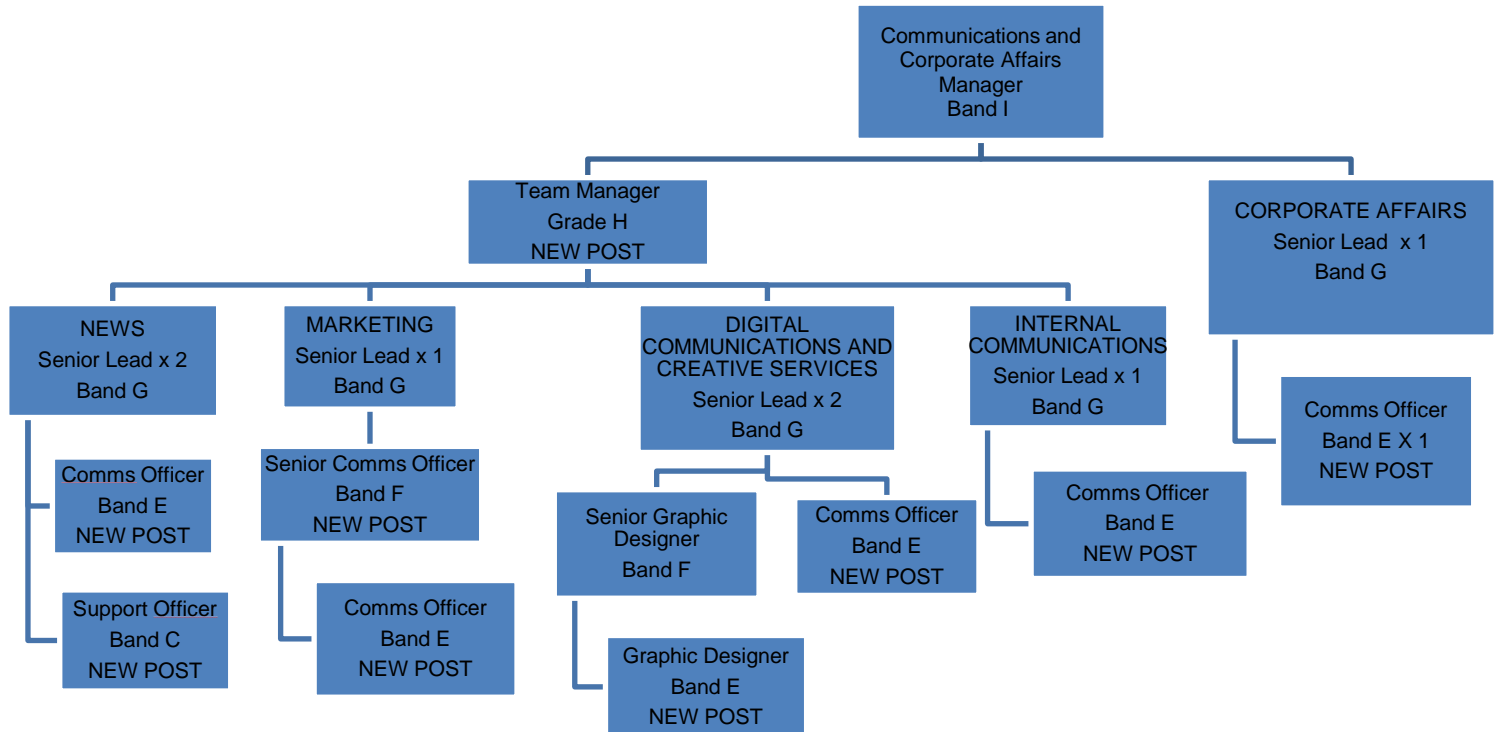 Communications and
Corporate Affairs
Manager
Band I
Team Manager
Grade H
NEW POST
CORPORATE AFFAIRS
Senior Lead x 1
Band G
NEWS
Senior Lead x 2
Band G
MARKETING
Senior Lead x 1
Band G
DIGITAL
COMMUNICATIONS AND
CREATIVE SERVICES
Senior Lead x 2
Band G
INTERNAL
COMMUNICATIONS
Senior Lead x 1
Band G
Comms Officer
Band E X 1
NEW POST
Comms Officer
Band E
NEW POST
Senior Comms Officer
Band F
NEW POST
Senior Graphic
Designer
Band F
Comms Officer
Band E
NEW POST
Comms Officer
Band E
NEW POST
Support Officer
Band C
NEW POST
Comms Officer
Band E
NEW POST
Graphic Designer
Band E
NEW POST